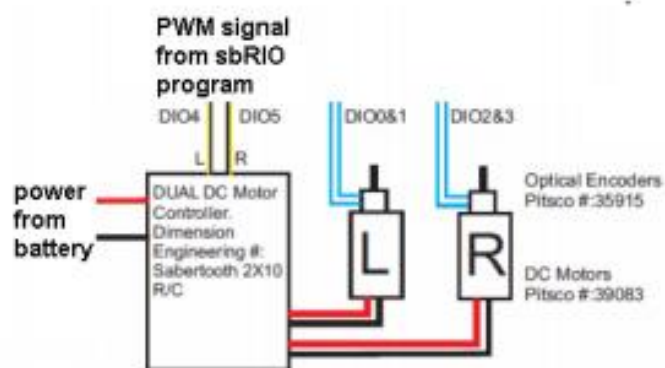 PWM signal
from sbRIO
program
DIO4 DIO5
DIO0&1
DIO2&3
L R
power
from
battery
DUAL DC Motor
Controller.
Dimension
Engineering #:
Sabertooth 2X10
R/C
L
R
Optical Encoders
Pitsco #:35915
DC Motors
Pitsco #:39083